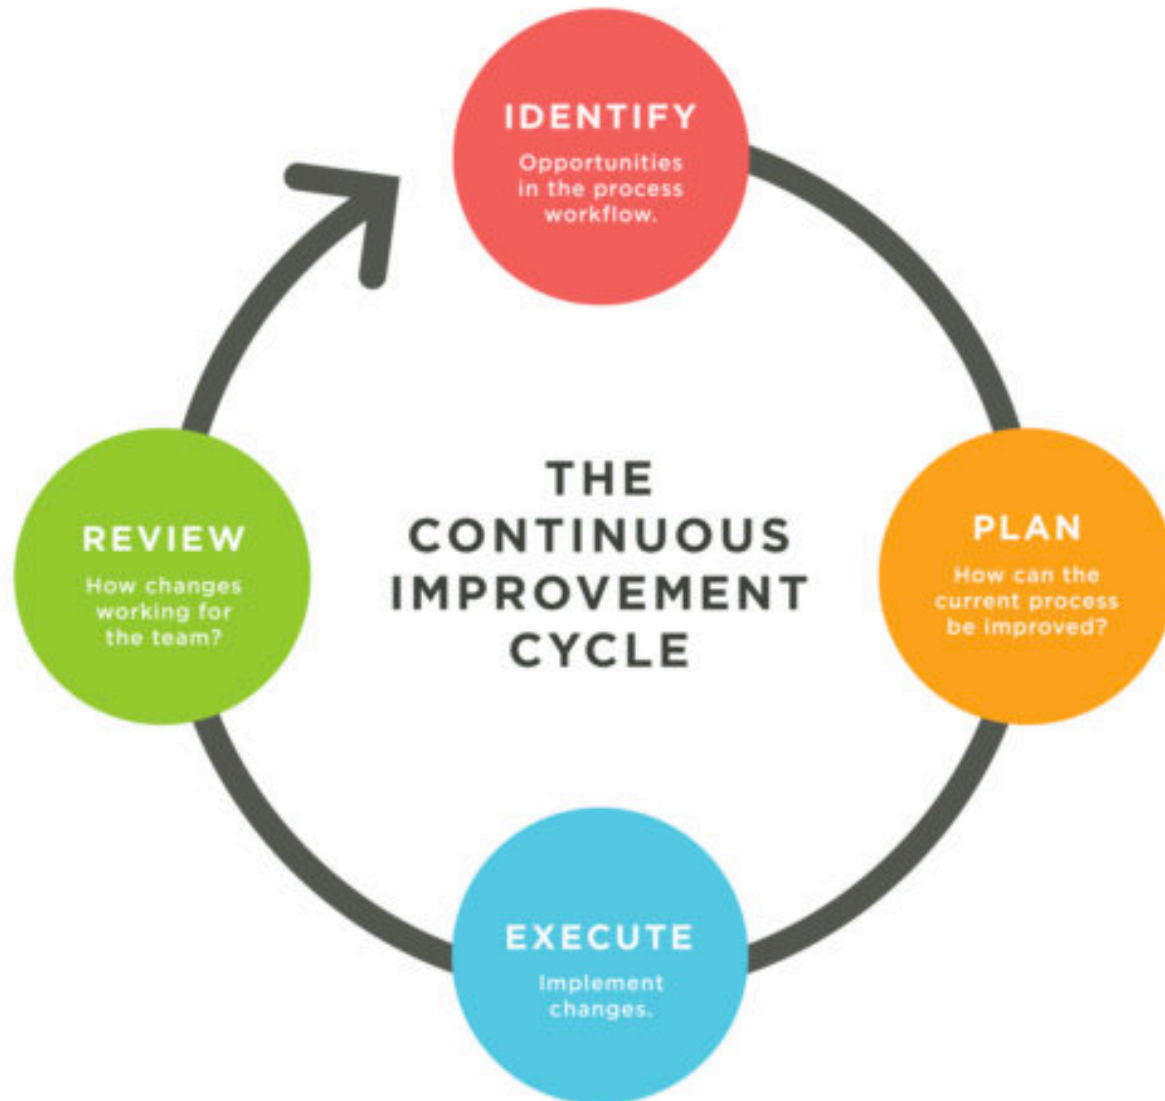 IDENTIFY
Opportunities
in the process
workflow.
THE
CONTINUOUS
IMPROVEMENT
CYCLE
PLAN
How can the
current process
be improved?
EXECUTE
Implement
changes.
REVIEW
How changes
working for
the team?